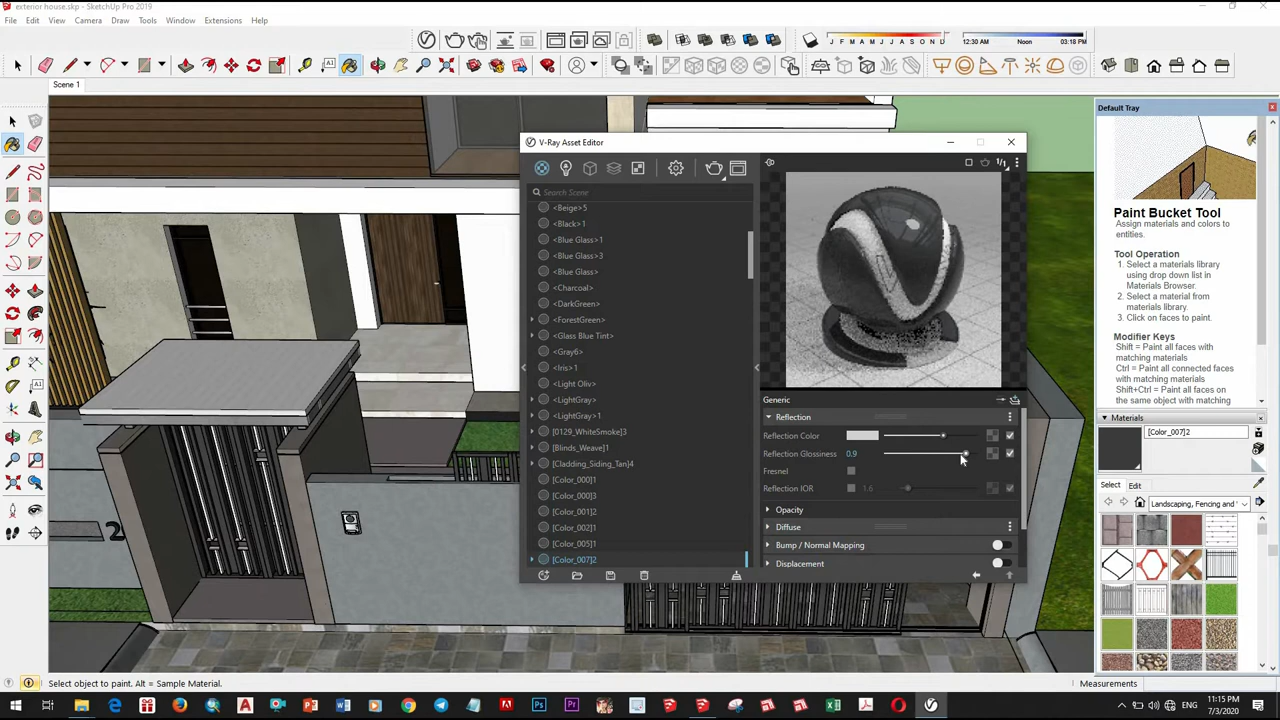 exterior house.skp - SketchUp Pro 2019
File Edit View Camera Draw Tools Window Extensions Help
J F M A M J J A S O N D
12:30 AM Noon 03:18 PM
Scene 1
Default Tray
V-Ray Asset Editor
Search Scene
1/1
<Beige>5
<Black>1
<Blue Glass>1
<Blue Glass>3
<Blue Glass>
<Charcoal>
<DarkGreen>
<ForestGreen>
<Glass Blue Tint>
<Gray6>
<Iris>1
<Light Oliv>
<LightGray>
<LightGray>1
[0129_WhiteSmoke]3
[Blinds_Weave]1
[Cladding_Siding_Tan]4
[Color_000]1
[Color_000]3
[Color_001]2
[Color_002]1
[Color_005]1
[Color_007]2
Generic
Reflection
Reflection Color
Reflection Glossiness 0.9
Fresnel
Reflection IOR 1.6
Opacity
Diffuse
Bump / Normal Mapping
Displacement
Paint Bucket Tool
Assign materials and colors to
entities.
Tool Operation
1. Select a materials library
using drop down list in
Materials Browser.
2. Select a material from
materials library.
3. Click on faces to paint.
Modifier Keys
Shift = Paint all faces with
matching materials
Ctrl = Paint all connected faces
with matching materials
Shift+Ctrl = Paint all faces on
the same object with matching
Materials
[Color_007]2
Select Edit
Landscaping, Fencing and
2
Select object to paint. Alt = Sample Material.
Measurements
ENG
11:15 PM
7/3/2020